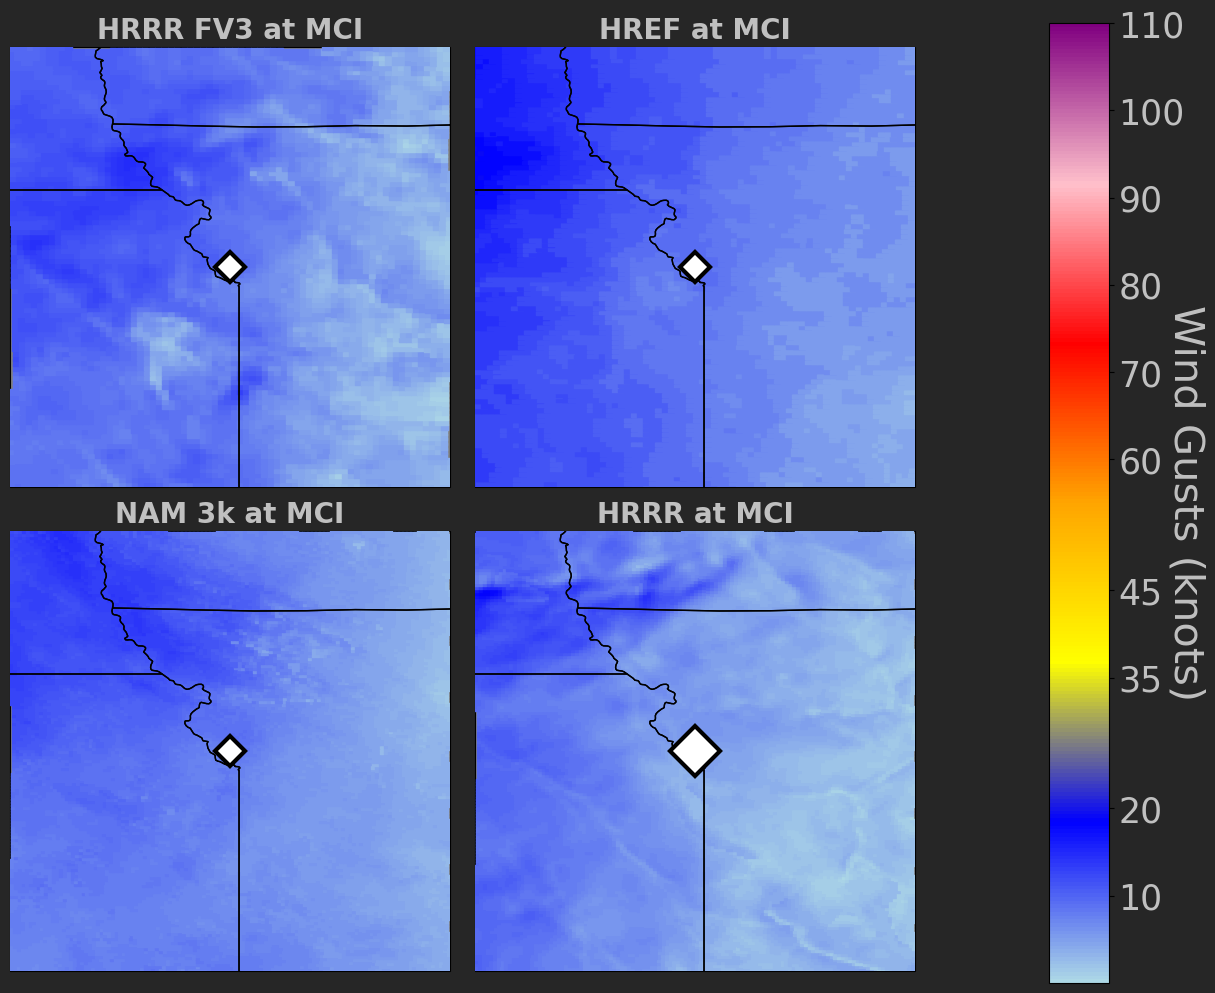 HRRR FV3 at MCI
HREF at MCI
NAM 3k at MCI
HRRR at MCI
110
100
90
80
70
60
45
35
20
10
Wind Gusts (knots)